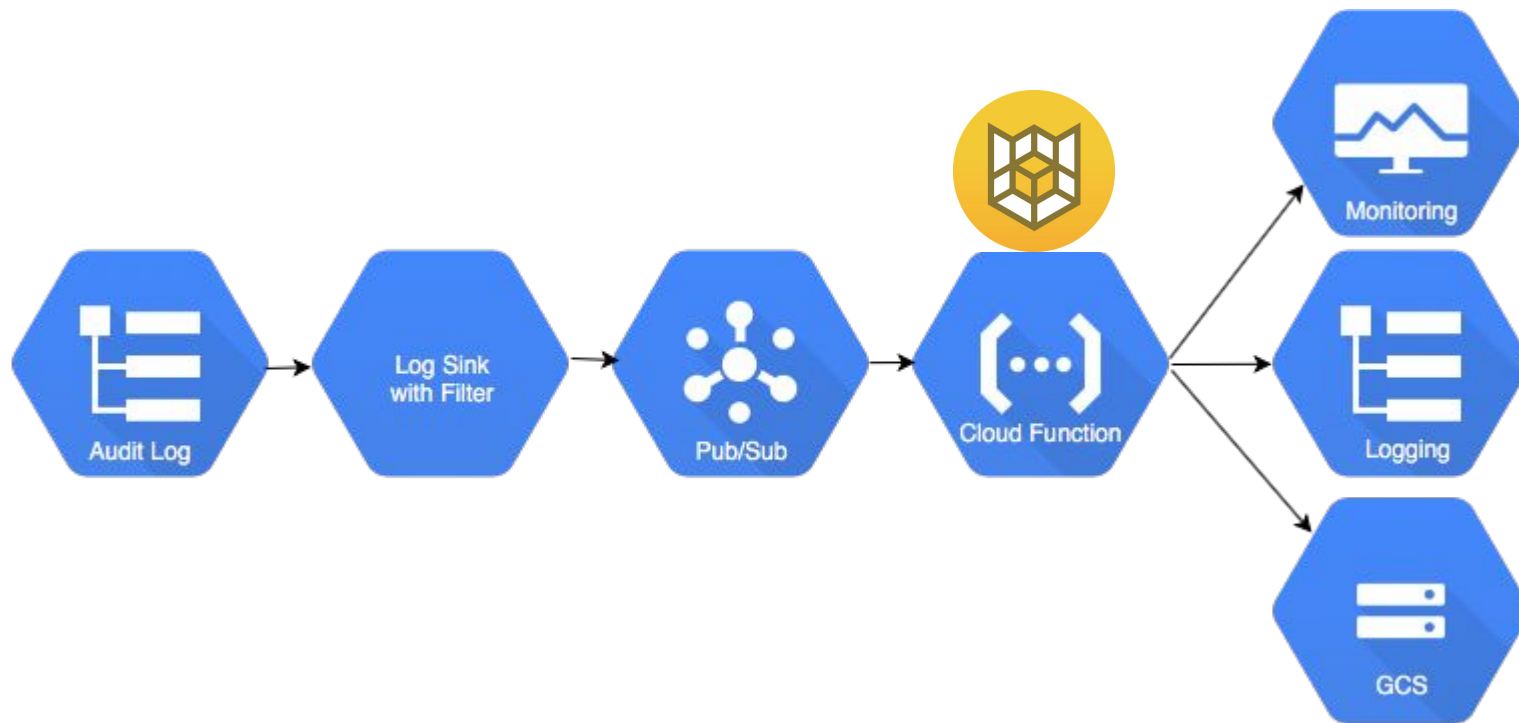 Audit Log
Log Sink
with Filter
Pub/Sub
Cloud Function
Monitoring
Logging
GCS